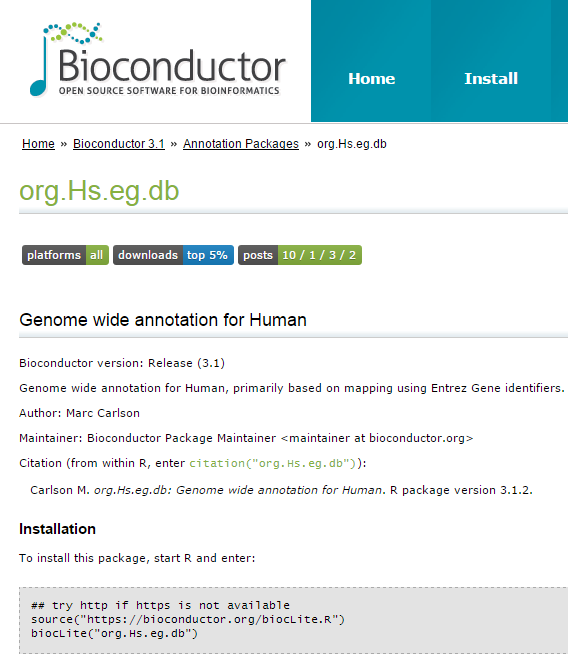 Bioconductor
OPEN SOURCE SOFTWARE FOR BIOINFORMATICS
Home Install
Home » Bioconductor 3.1 » Annotation Packages » org.Hs.eg.db
org.Hs.eg.db
platforms all downloads top 5% posts 10 / 1 / 3 / 2
Genome wide annotation for Human
Bioconductor version: Release (3.1)
Genome wide annotation for Human, primarily based on mapping using Entrez Gene identifiers.
Author: Marc Carlson
Maintainer: Bioconductor Package Maintainer <maintainer at bioconductor.org>
Citation (from within R, enter citation("org.Hs.eg.db")):
Carlson M. org.Hs.eg.db: Genome wide annotation for Human. R package version 3.1.2.
Installation
To install this package, start R and enter:
## try http if https is not available
source("https://bioconductor.org/biocLite.R")
biocLite("org.Hs.eg.db")